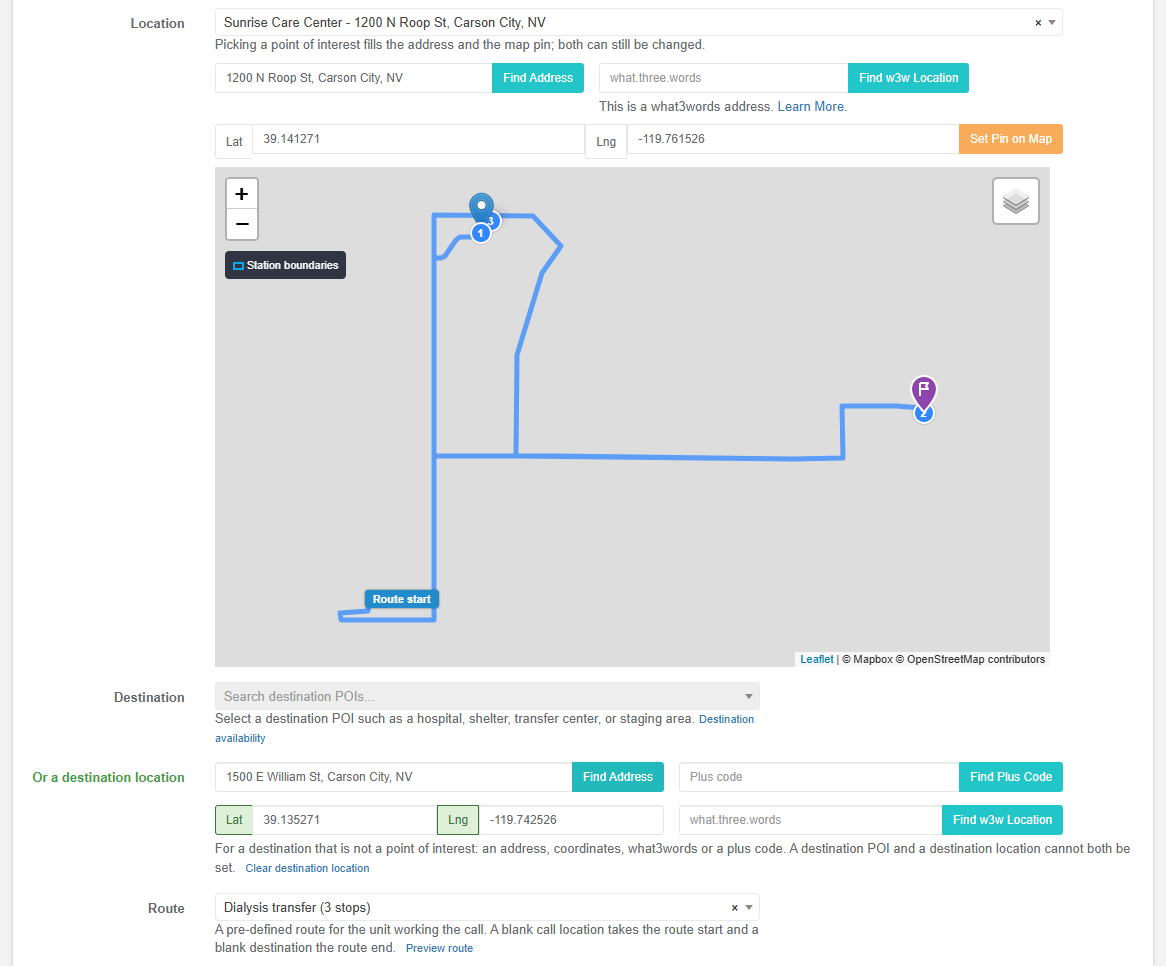 Location
Sunrise Care Center - 1200 N Roop St, Carson City, NV
×
Picking a point of interest fills the address and the map pin; both can still be changed.
1200 N Roop St, Carson City, NV
Find Address
what.three.words
Find w3w Location
This is a what3words address. Learn More.
Lat
39.141271
Lng
-119.761526
Set Pin on Map
+
−
Station boundaries
3
1
2
Route start
Leaflet | © Mapbox © OpenStreetMap contributors
Destination
Search destination POIs...
Select a destination POI such as a hospital, shelter, transfer center, or staging area. Destination
availability
Or a destination location
1500 E William St, Carson City, NV
Find Address
Plus code
Find Plus Code
Lat
39.135271
Lng
-119.742526
what.three.words
Find w3w Location
For a destination that is not a point of interest: an address, coordinates, what3words or a plus code. A destination POI and a destination location cannot both be
set. Clear destination location
Route
Dialysis transfer (3 stops)
×
A pre-defined route for the unit working the call. A blank call location takes the route start and a
blank destination the route end. Preview route